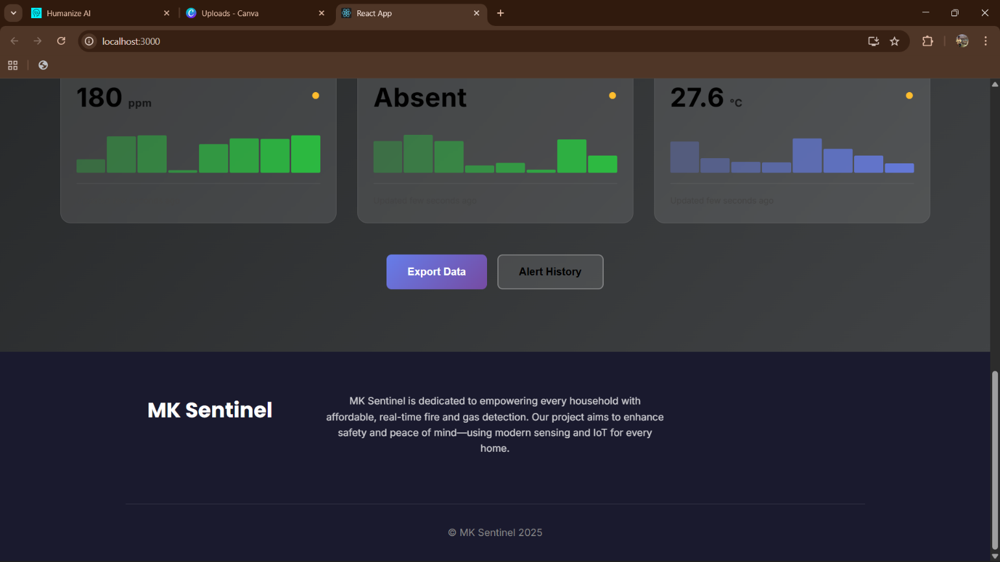 Humanize AI
Uploads - Canva
React App
localhost:3000
180 ppm
Absent
27.6 °C
Updated few seconds ago
Updated few seconds ago
Export Data
Alert History
MK Sentinel
MK Sentinel is dedicated to empowering every household with
affordable, real-time fire and gas detection. Our project aims to enhance
safety and peace of mind—using modern sensing and IoT for every
home.
© MK Sentinel 2025